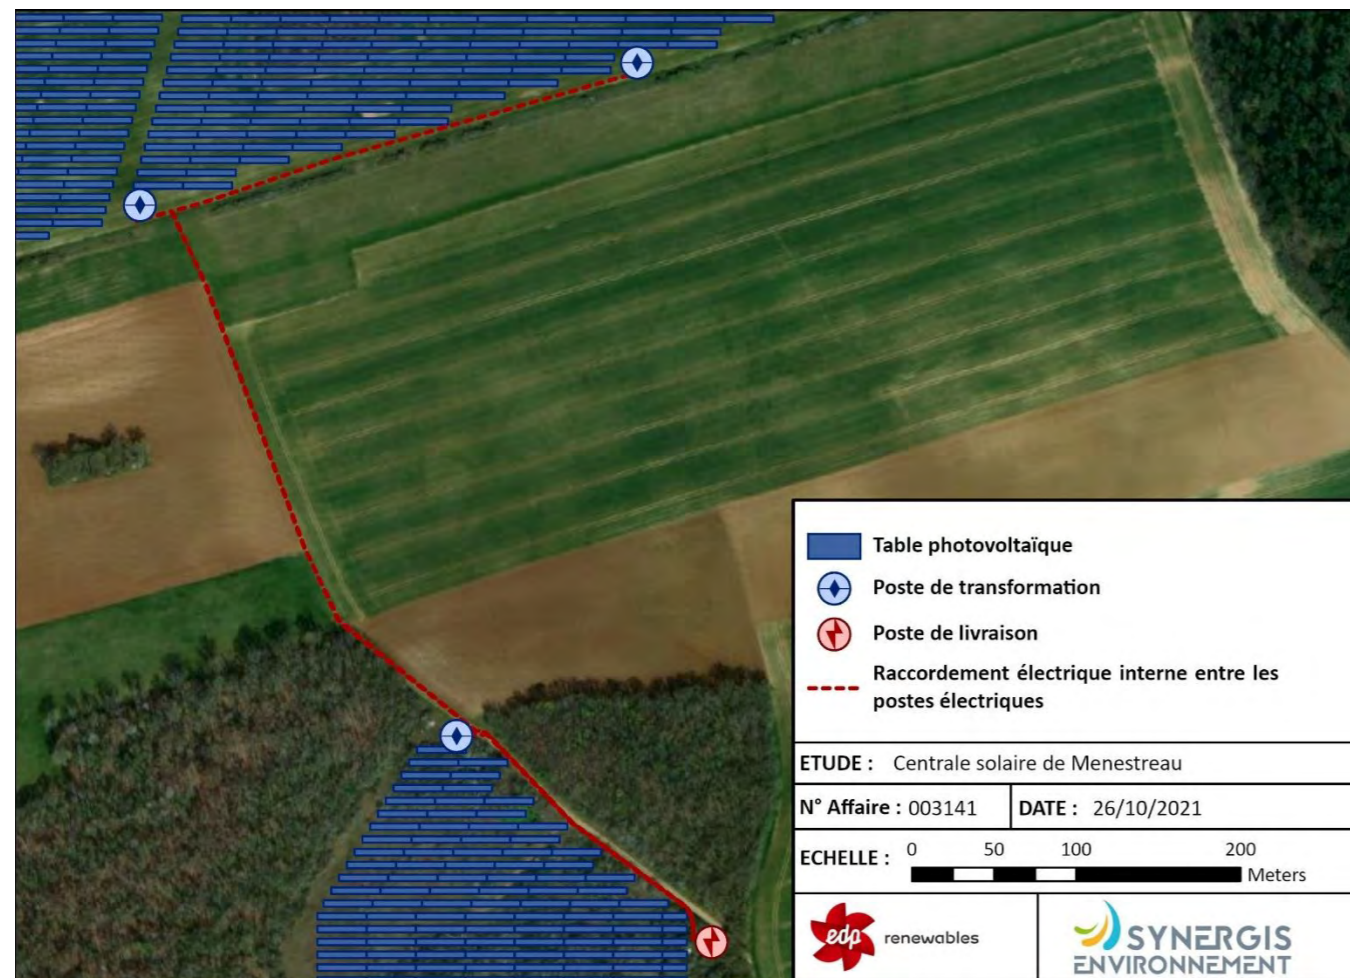 Table photovoltaïque
Poste de transformation
Poste de livraison
Raccordement électrique interne entre les
postes électriques
ETUDE : Centrale solaire de Menestreau
N° Affaire : 003141 DATE : 26/10/2021
ECHELLE : 0 50 100 200
Meters
edp renewables
SYNERGIS
ENVIRONNEMENT